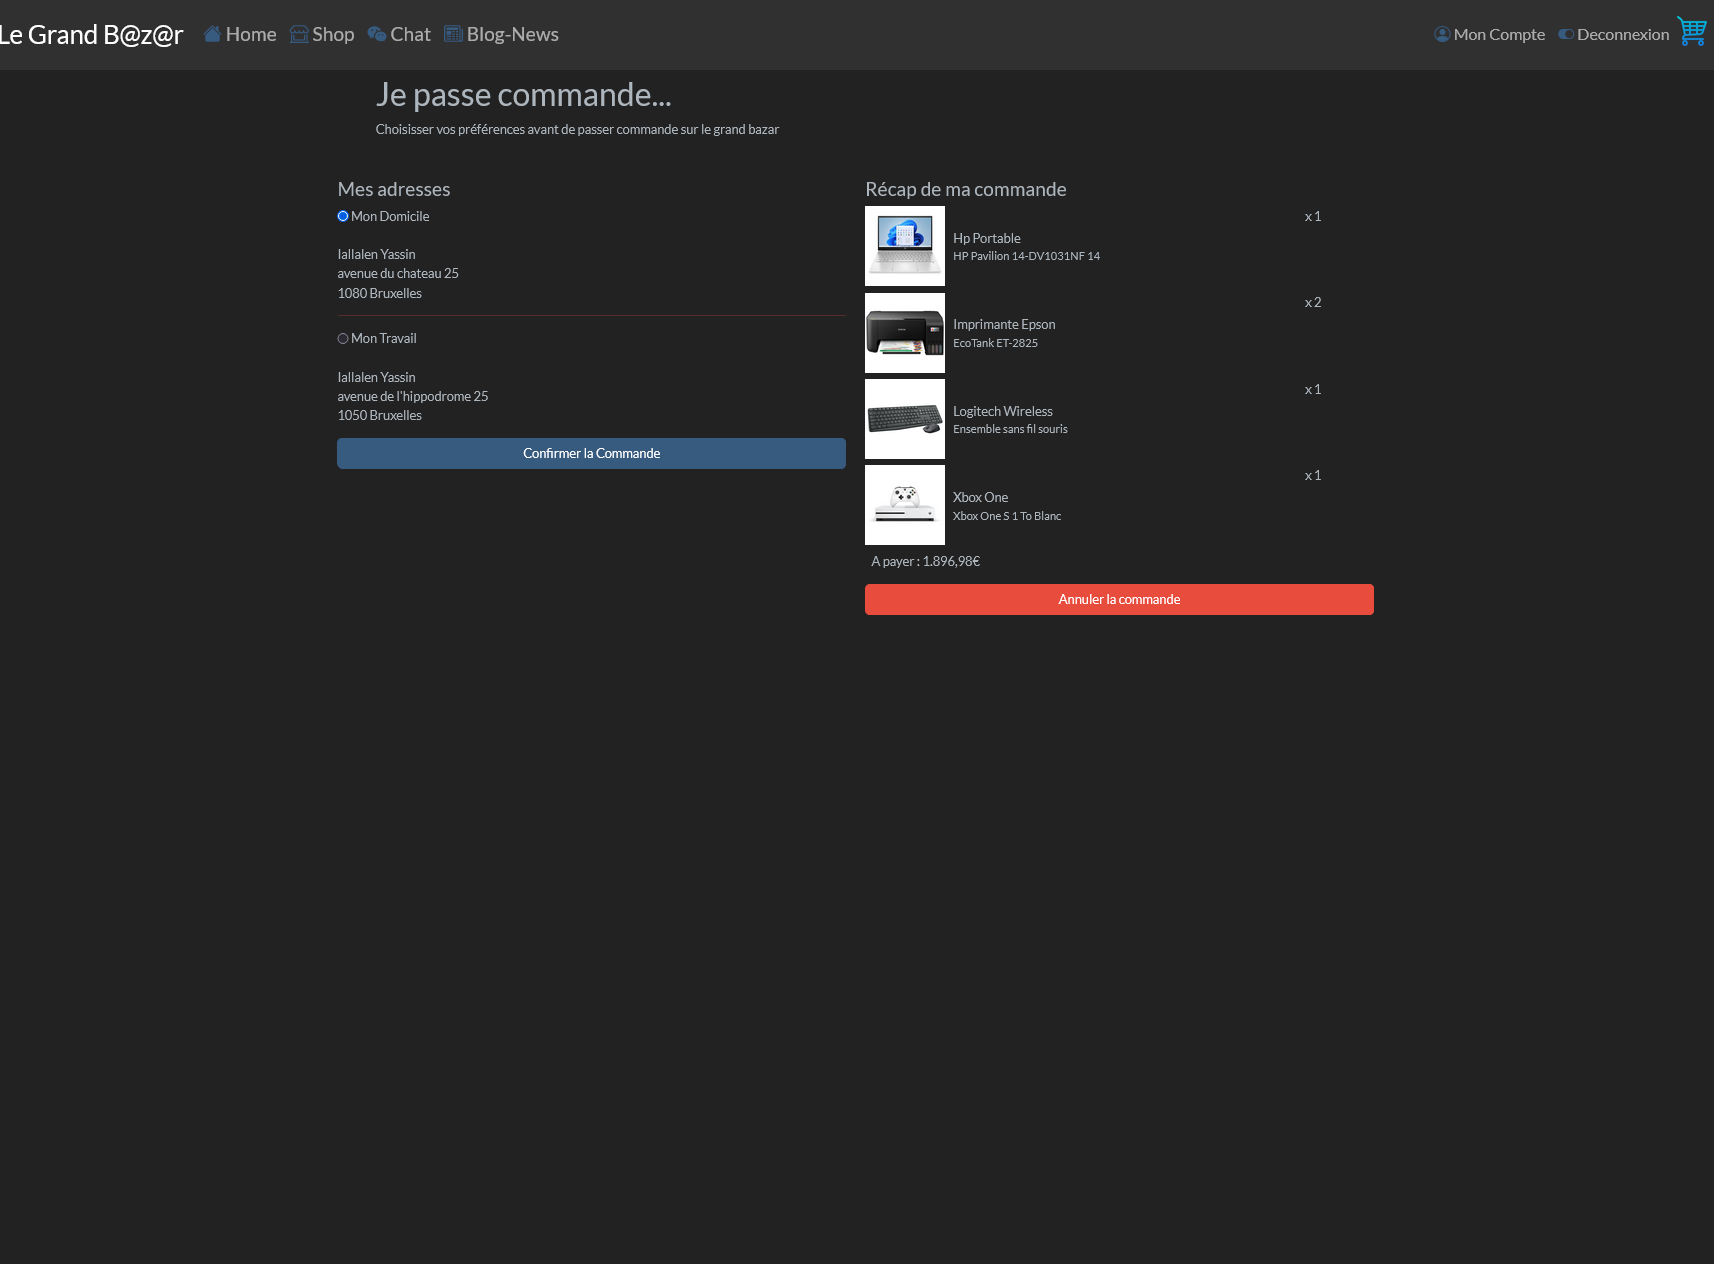 Le Grand B@z@r
Home
Shop
Chat
Blog-News
Mon Compte
Deconnexion
Je passe commande...
Choisisser vos préférences avant de passer commande sur le grand bazar
Mes adresses
Mon Domicile
Iallalen Yassin
avenue du chateau 25
1080 Bruxelles
Mon Travail
Iallalen Yassin
avenue de l'hippodrome 25
1050 Bruxelles
Confirmer la Commande
Récap de ma commande
x 1
Hp Portable
HP Pavilion 14-DV1031NF 14
x 2
Imprimante Epson
EcoTank ET-2825
x 1
Logitech Wireless
Ensemble sans fil souris
x 1
Xbox One
Xbox One S 1 To Blanc
A payer : 1.896,98€
Annuler la commande